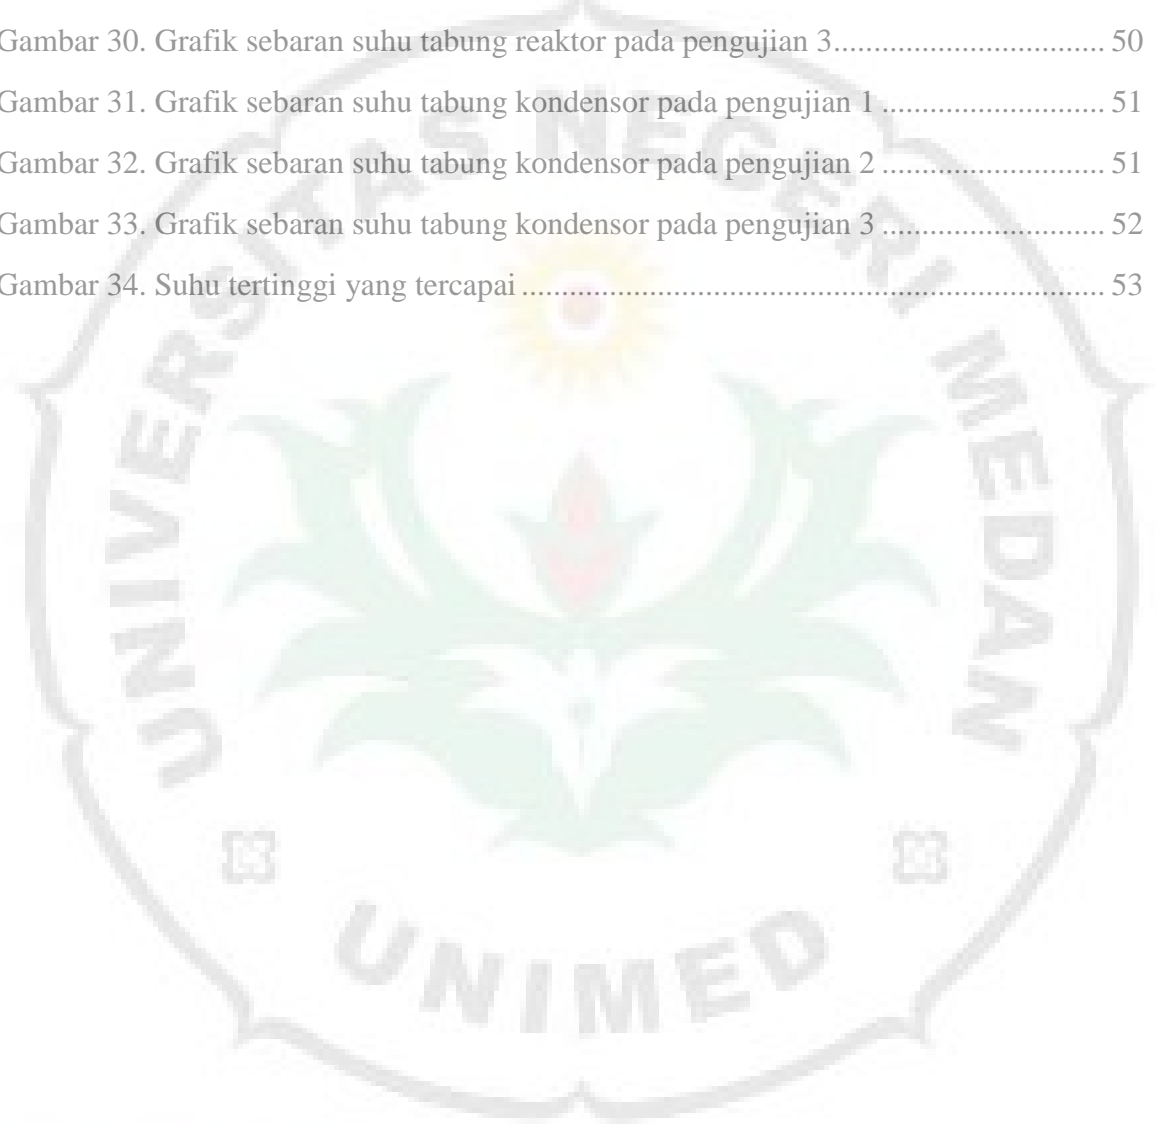 Gambar 30. Grafik sebaran suhu tabung reaktor pada pengujian 3.................................. 50
Gambar 31. Grafik sebaran suhu tabung kondensor pada pengujian 1 ............................ 51
Gambar 32. Grafik sebaran suhu tabung kondensor pada pengujian 2 ............................ 51
Gambar 33. Grafik sebaran suhu tabung kondensor pada pengujian 3 ............................ 52
Gambar 34. Suhu tertinggi yang tercapai ......................................................................... 53
UNIVERSITAS NEGERI MEDAN
UNIMED